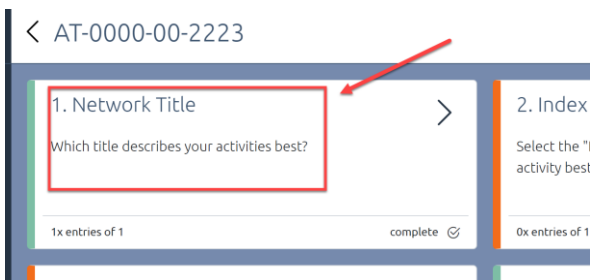 AT-0000-00-2223
1. Network Title
Which title describes your activities best?
1x entries of 1
complete
2. Index
Select the
activity best
0x entries of 1